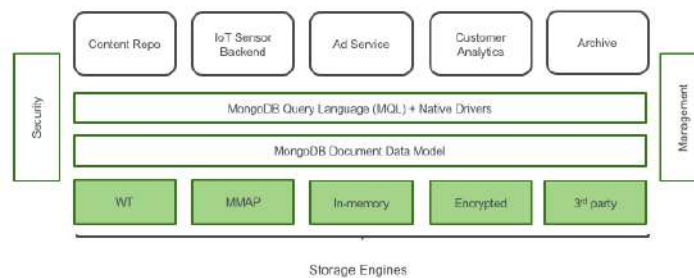 Content Repo
IoT Sensor
Backend
Ad Service
Customer
Analytics
Archive
Security
Management
MongoDB Query Language (MQL) + Native Drivers
MongoDB Document Data Model
WT
MMAP
In-memory
Encrypted
3rd party
Storage Engines